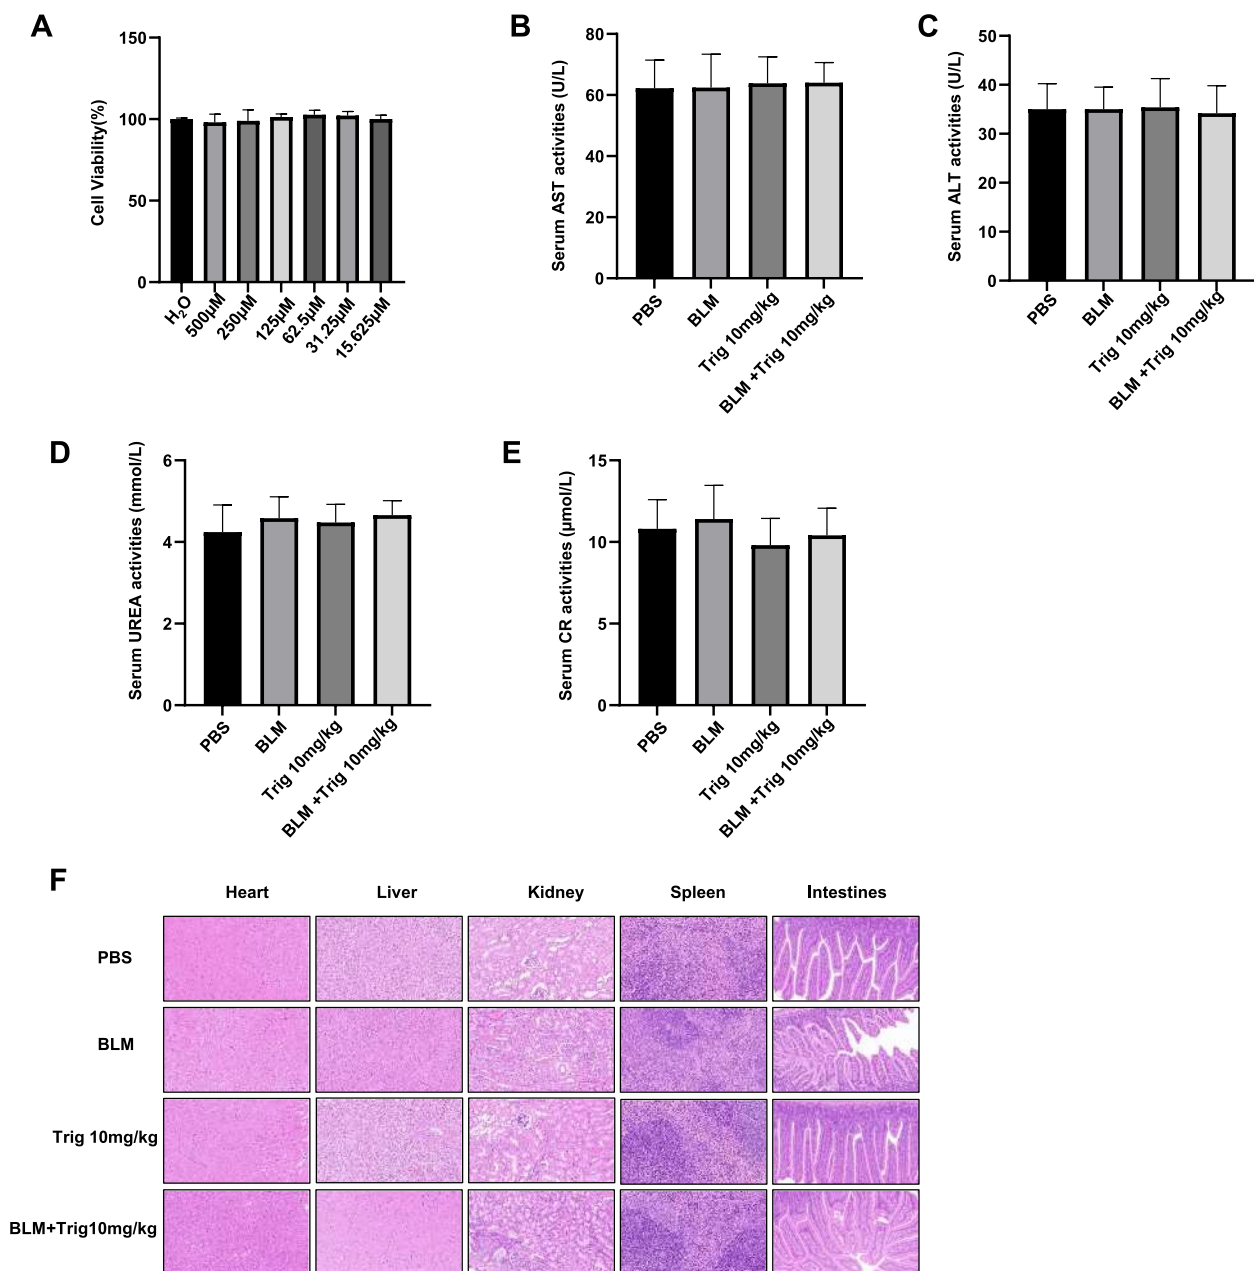 A
Cell Viability(%)
150
100
50
0
H₂O
500μM
250μM
125μM
62.5μM
31.25μM
15.625μM
B
Serum AST activities (U/L)
80
60
40
20
0
PBS
BLM
Trig 10mg/kg
BLM +Trig 10mg/kg
C
Serum ALT activities (U/L)
50
40
30
20
10
0
PBS
BLM
Trig 10mg/kg
BLM +Trig 10mg/kg
D
Serum UREA activities (mmol/L)
6
4
2
0
PBS
BLM
Trig 10mg/kg
BLM +Trig 10mg/kg
E
Serum CR activities (μmol/L)
15
10
5
0
PBS
BLM
Trig 10mg/kg
BLM +Trig 10mg/kg
F
Heart Liver Kidney Spleen Intestines
PBS
BLM
Trig 10mg/kg
BLM+Trig10mg/kg